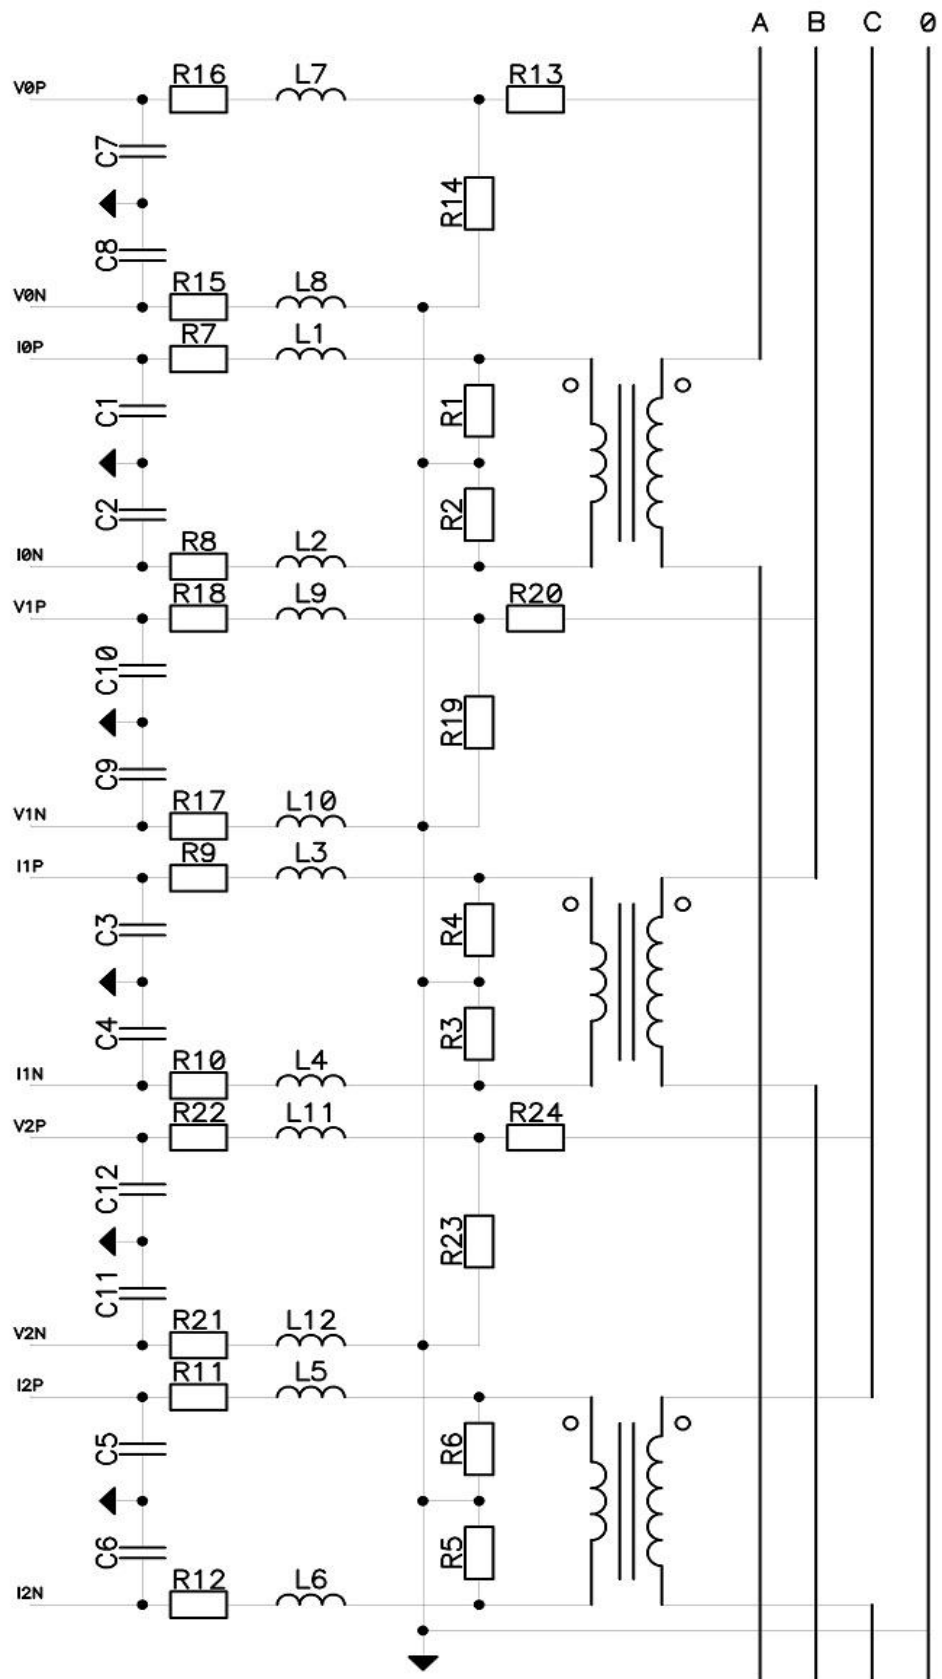 A B C 0
V0P R16 L7 R13
C7
R14
C8
V0N R15 L8
I0P R7 L1
C1 R1
C2 R2
I0N R8 L2
V1P R18 L9 R20
C10
R19
C9
V1N R17 L10
I1P R9 L3
C3 R4
C4 R3
I1N R10 L4
V2P R22 L11 R24
C12
R23
C11
V2N R21 L12
I2P R11 L5
C5 R6
C6 R5
I2N R12 L6